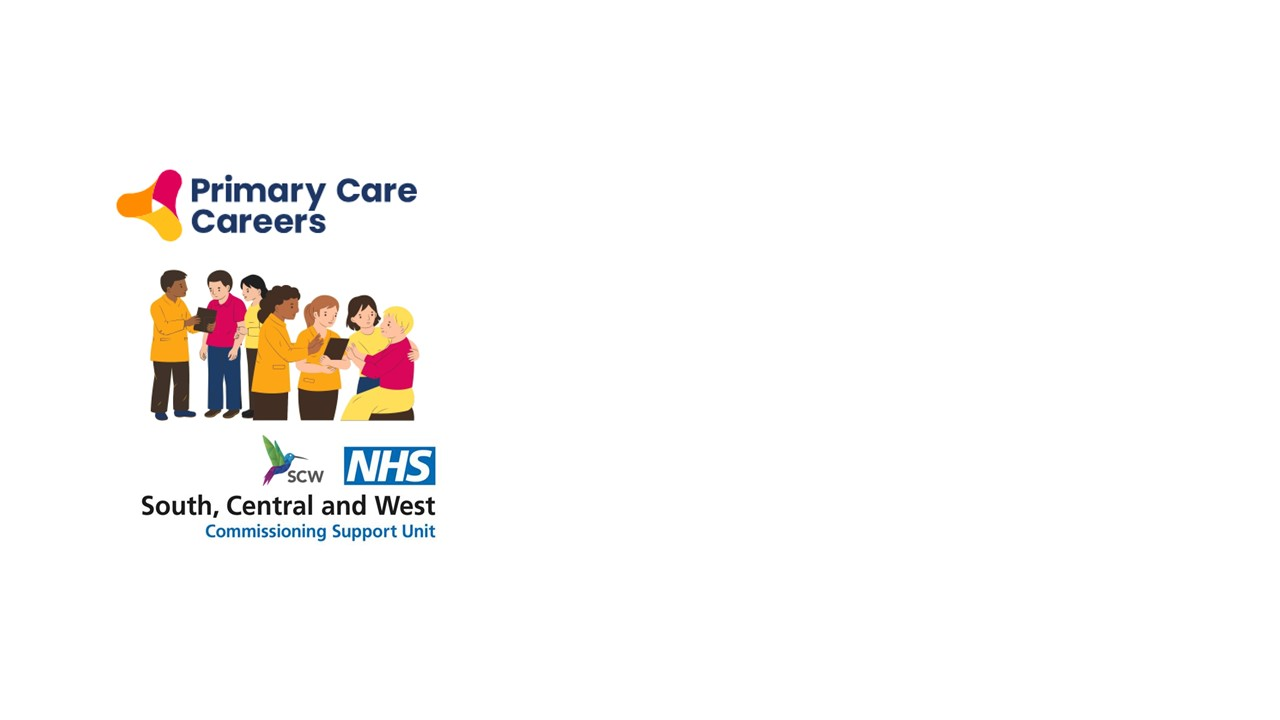 Primary Care
Careers
SCW
NHS
South, Central and West
Commissioning Support Unit